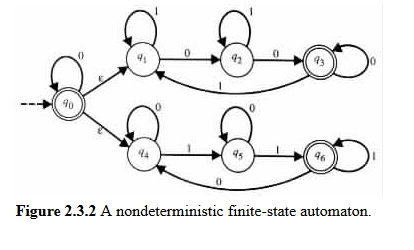 1 1
0
q1 0 q2 0 q3 0
ε 1
q0
0 0
ε
q4 1 q5 1 q6 1
0
Figure 2.3.2 A nondeterministic finite-state automaton.